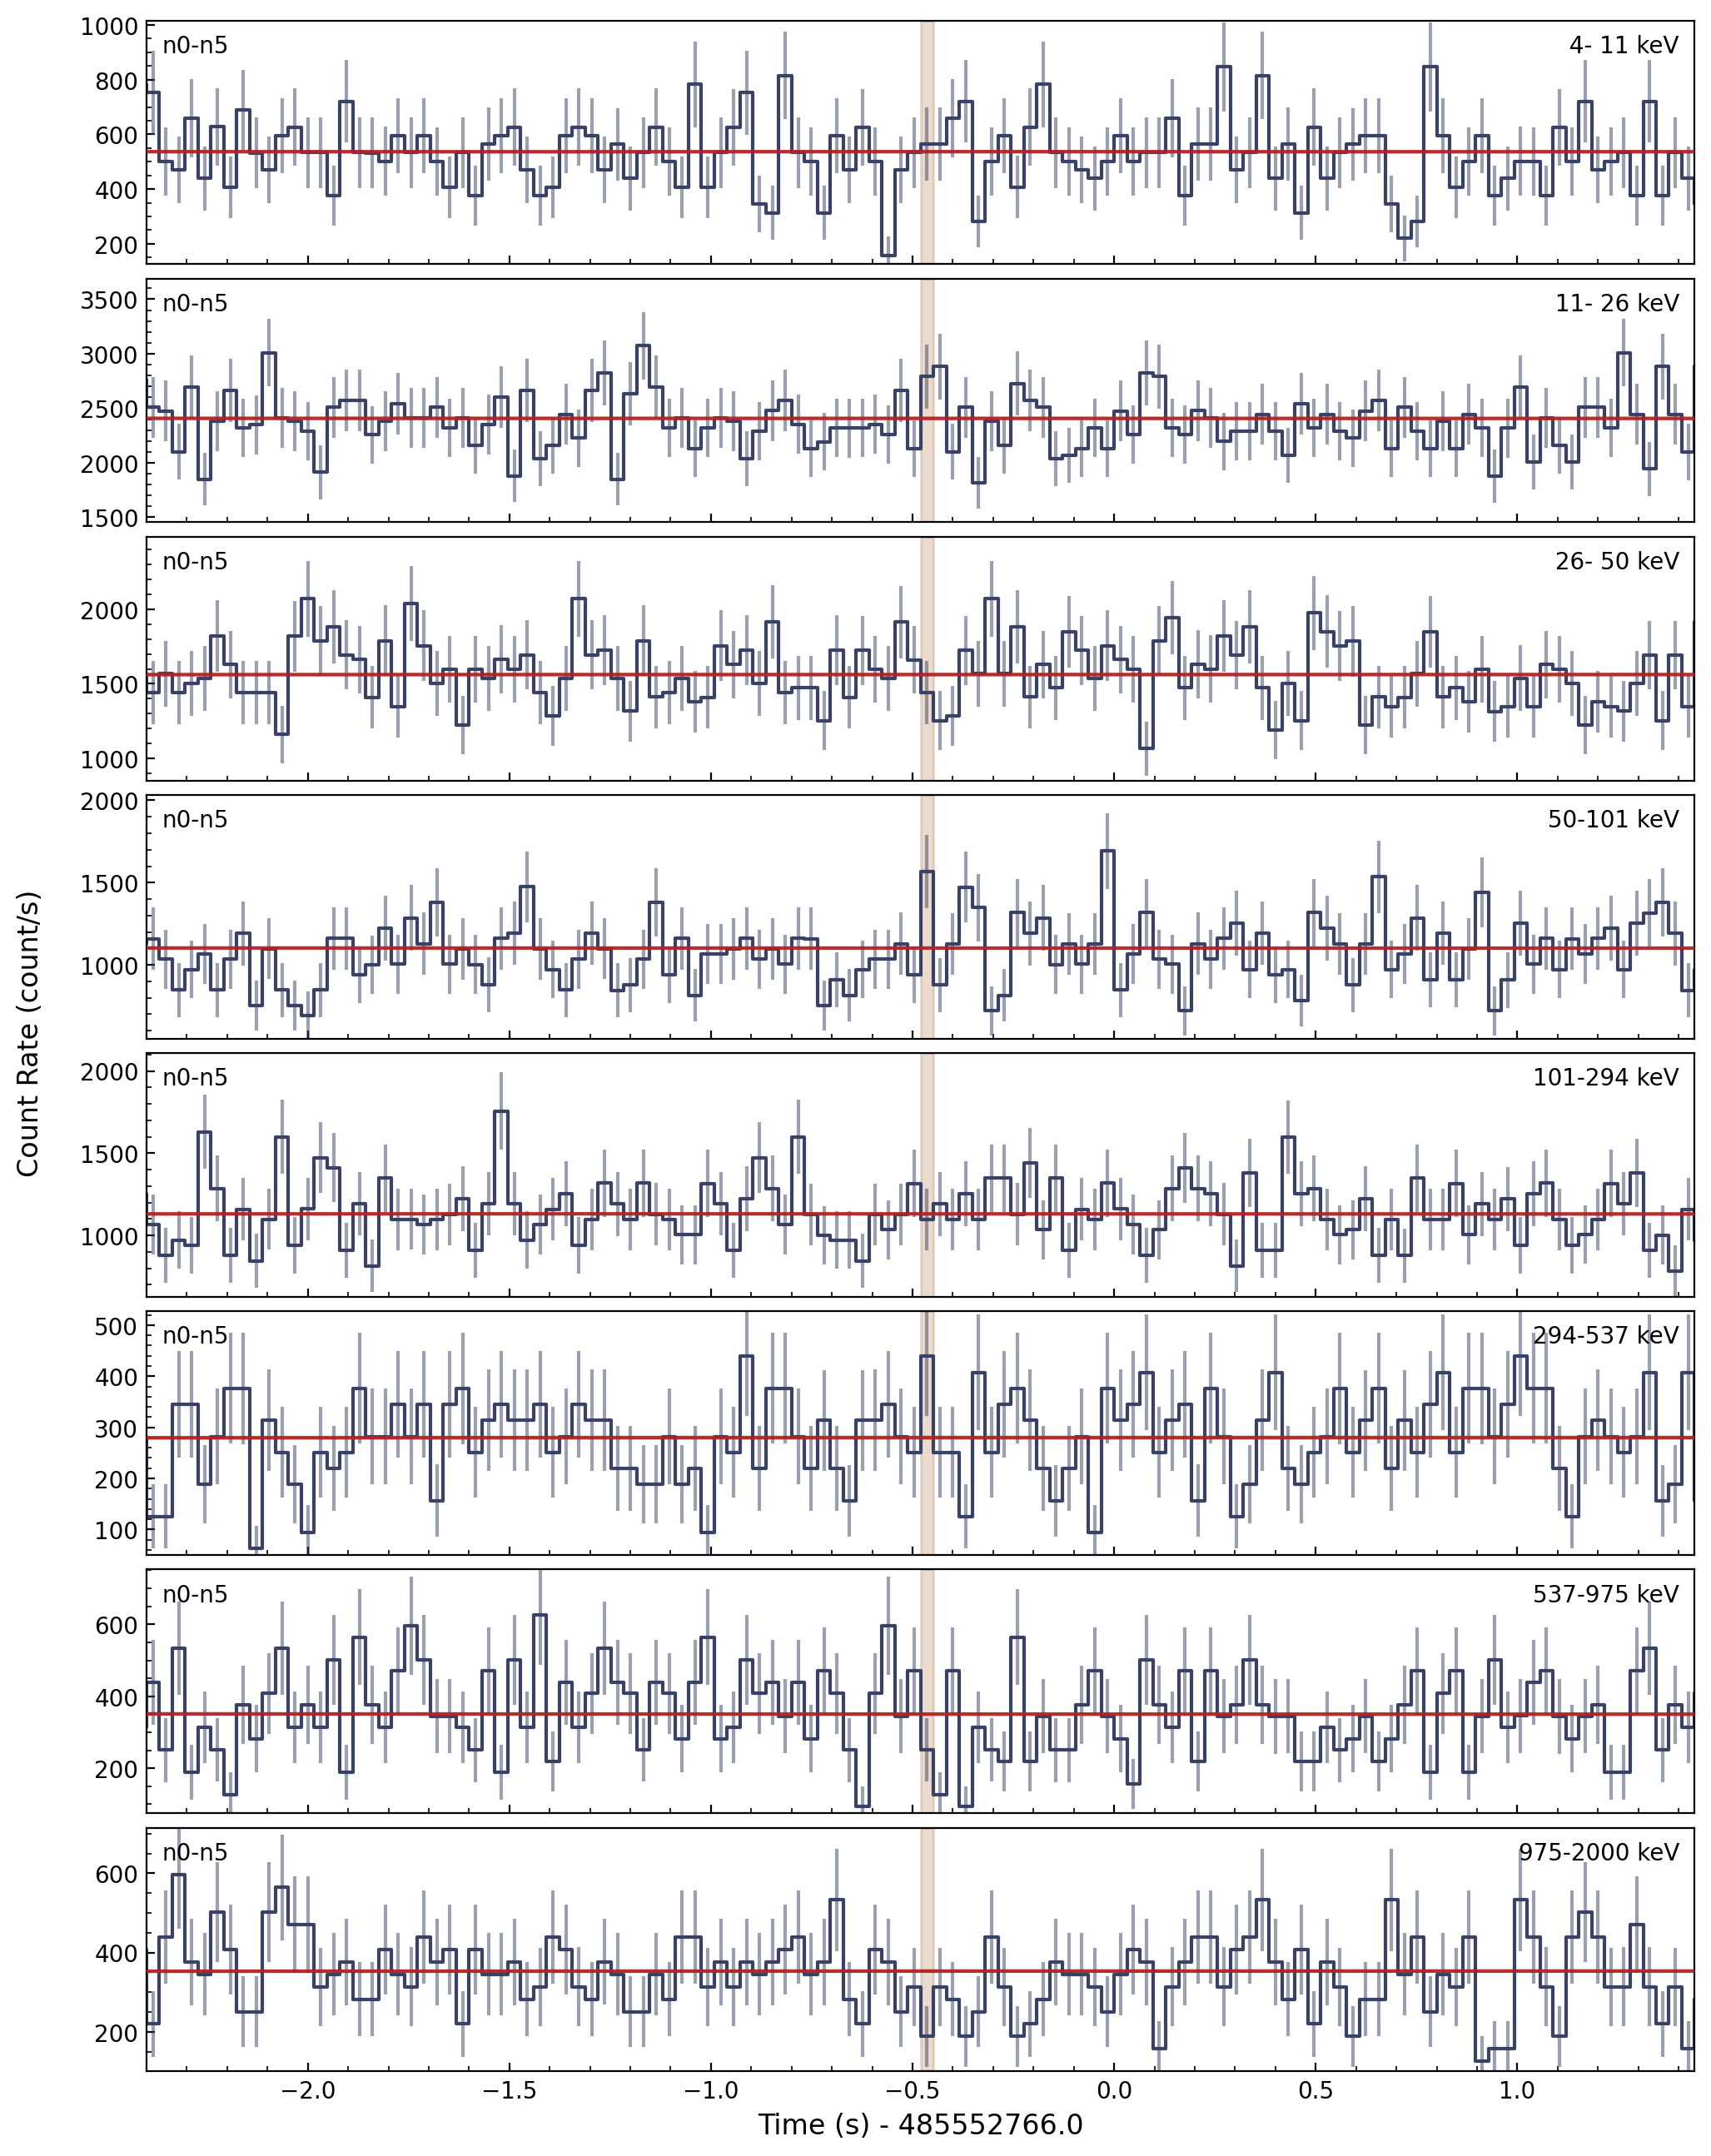 Count Rate (count/s)
n0-n5 4- 11 keV
1000
800
600
400
200
n0-n5 11- 26 keV
3500
3000
2500
2000
1500
n0-n5 26- 50 keV
2000
1500
1000
n0-n5 50-101 keV
2000
1500
1000
n0-n5 101-294 keV
2000
1500
1000
n0-n5 294-537 keV
500
400
300
200
100
n0-n5 537-975 keV
600
400
200
n0-n5 975-2000 keV
600
400
200
−2.0 −1.5 −1.0 −0.5 0.0 0.5 1.0
Time (s) - 485552766.0